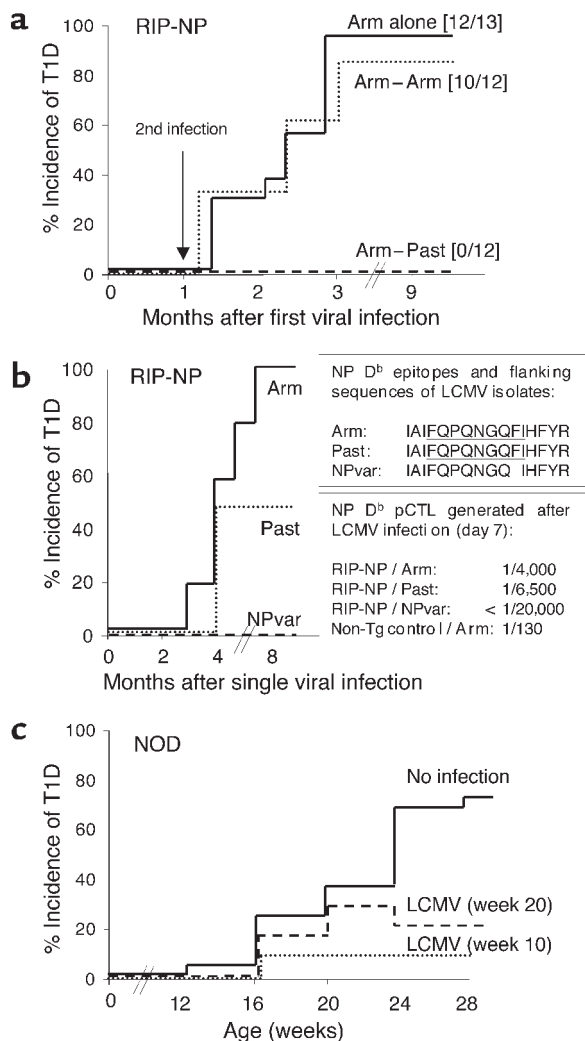 a
RIP-NP
Arm alone [12/13]
Arm–Arm [10/12]
2nd infection
Arm–Past [0/12]
% Incidence of T1D
100
80
60
40
20
0
0 1 2 3 9
Months after first viral infection
b
RIP-NP
Arm
Past
NPvar
% Incidence of T1D
100
80
60
40
20
0
0 2 4 8
Months after single viral infection
NP Dᵇ epitopes and flanking
sequences of LCMV isolates:
Arm: IAIFQPQNGQFIHFYR
Past: IAIFQPQNGQFIHFYR
NPvar: IAIFQPQNGQ IHFYR
NP Dᵇ pCTL generated after
LCMV infection (day 7):
RIP-NP / Arm: 1/4,000
RIP-NP / Past: 1/6,500
RIP-NP / NPvar: < 1/20,000
Non-Tg control / Arm: 1/130
c
NOD
No infection
LCMV (week 20)
LCMV (week 10)
% Incidence of T1D
100
80
60
40
20
0
0 12 16 20 24 28
Age (weeks)